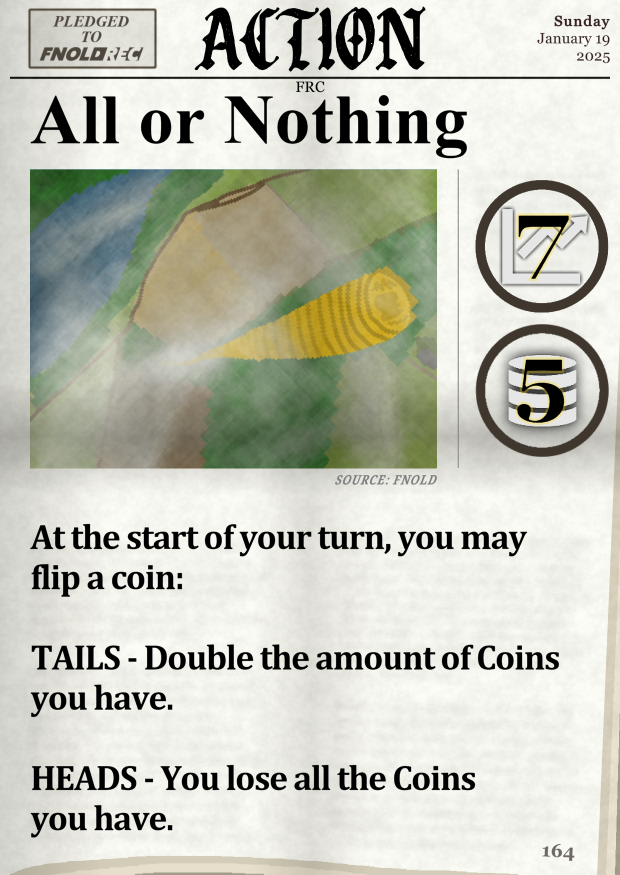 PLEDGED
TO
FNOLD REC
ACTION
Sunday
January 19
2025
FRC
All or Nothing
7
5
SOURCE: FNOLD
At the start of your turn, you may
flip a coin:
TAILS - Double the amount of Coins
you have.
HEADS - You lose all the Coins
you have.
164